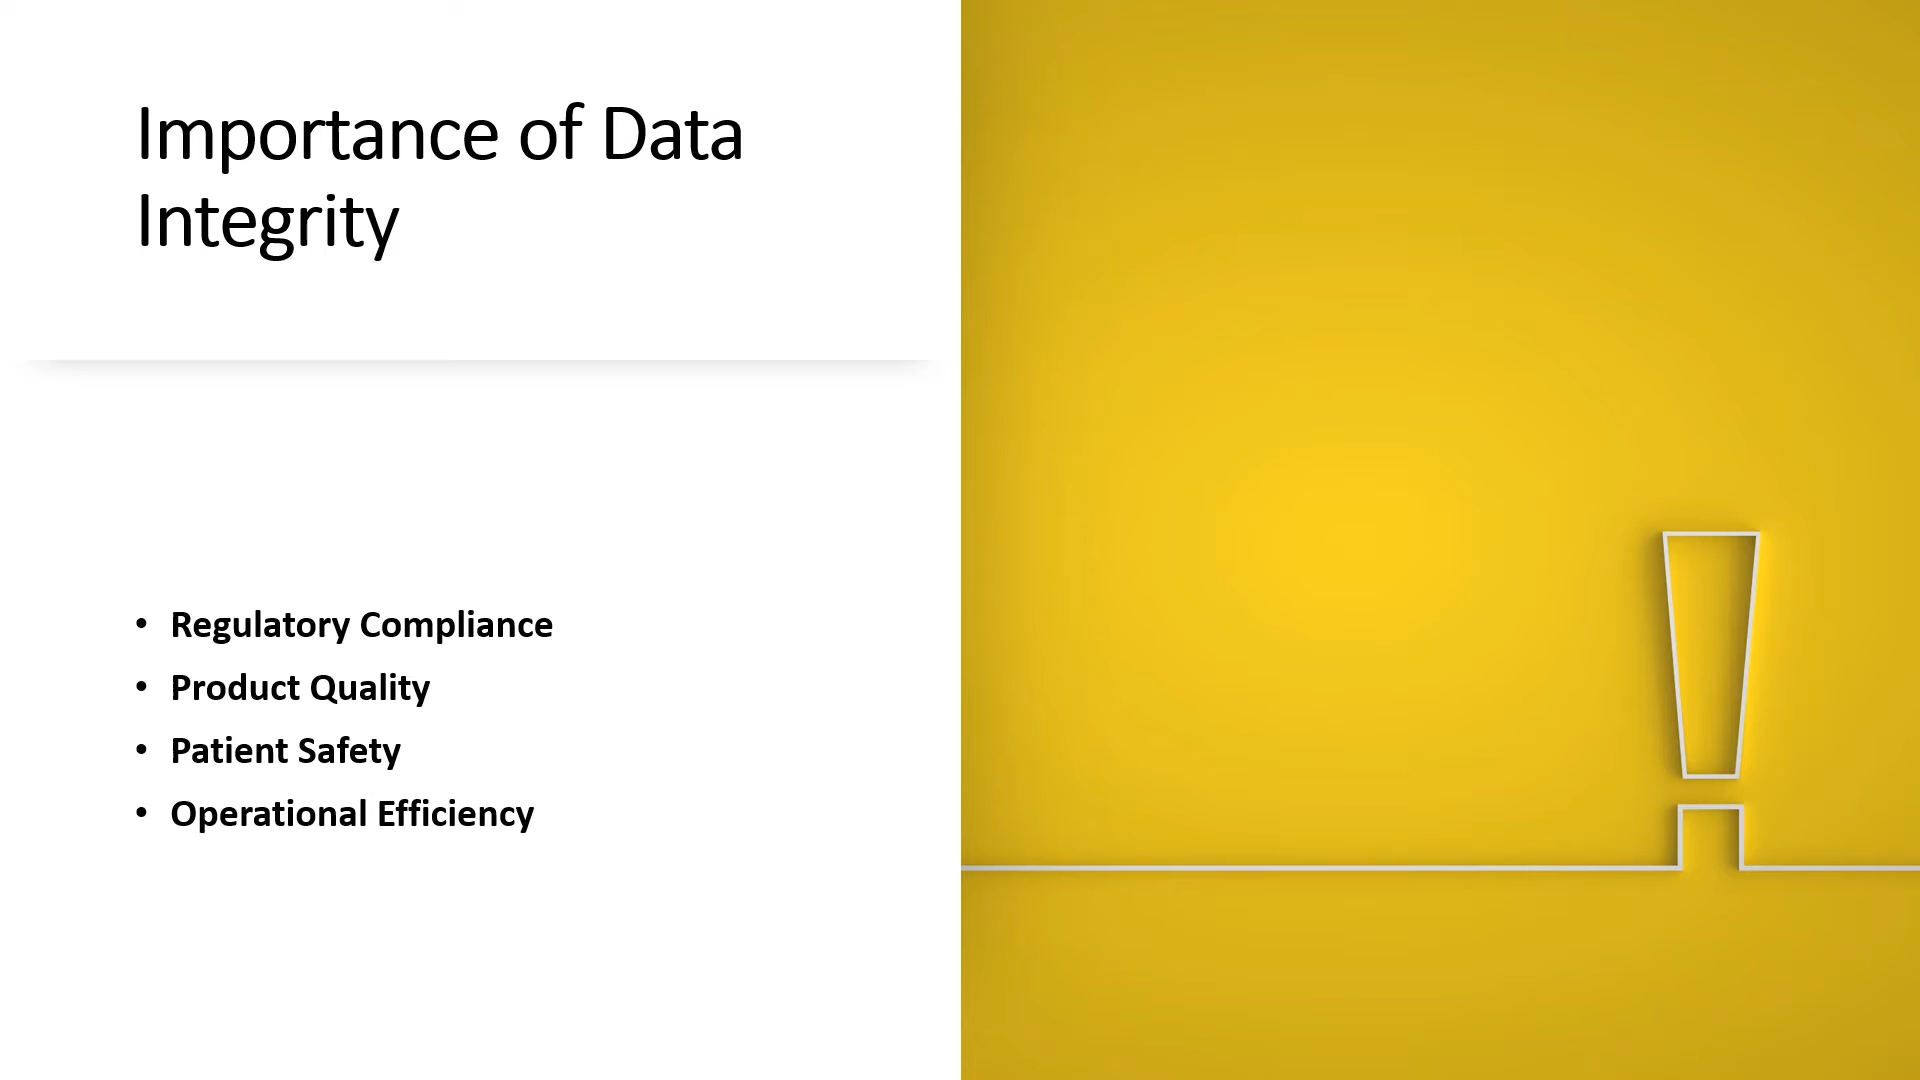 Importance of Data
Integrity
• Regulatory Compliance
• Product Quality
• Patient Safety
• Operational Efficiency